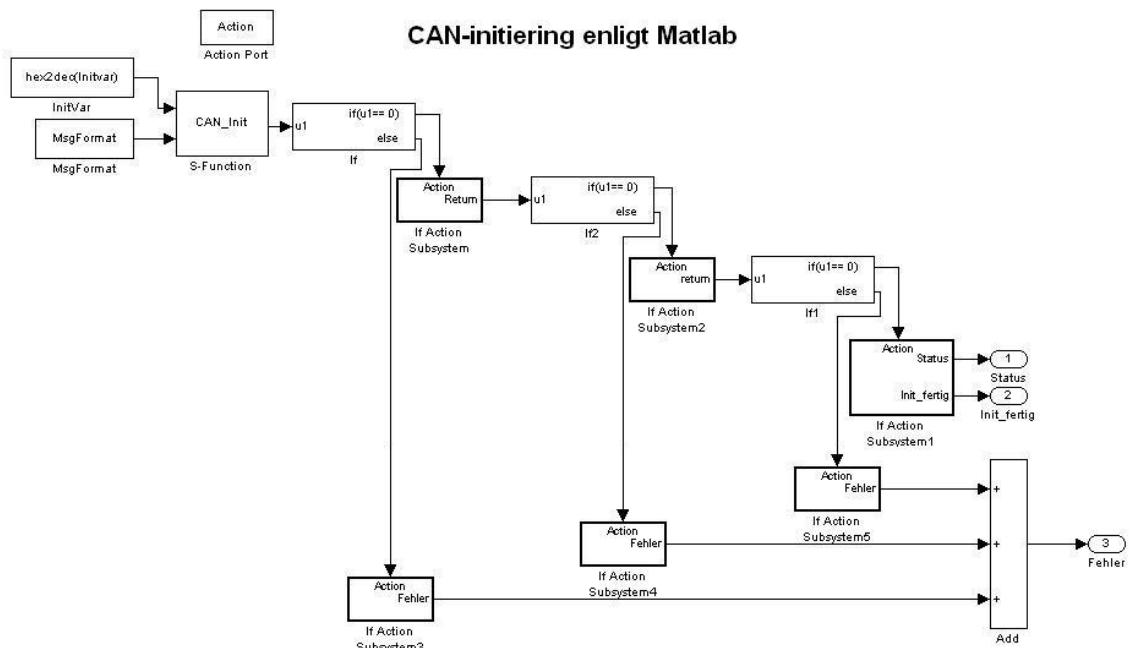 CAN-initiering enligt Matlab
Action
Action Port
hex2dec(Initvar)
InitVar
MsgFormat
MsgFormat
CAN_Init
S-Function
u1
if(u1== 0)
else
If
Action
Return
If Action
Subsystem
u1
if(u1== 0)
else
If2
Action
return
If Action
Subsystem2
u1
if(u1== 0)
else
If1
Action
Status
Init_fertig
If Action
Subsystem1
1
Status
2
Init_fertig
Action
Fehler
If Action
Subsystem5
Action
Fehler
If Action
Subsystem4
Action
Fehler
If Action
Subsystem3
+
+
+
Add
3
Fehler